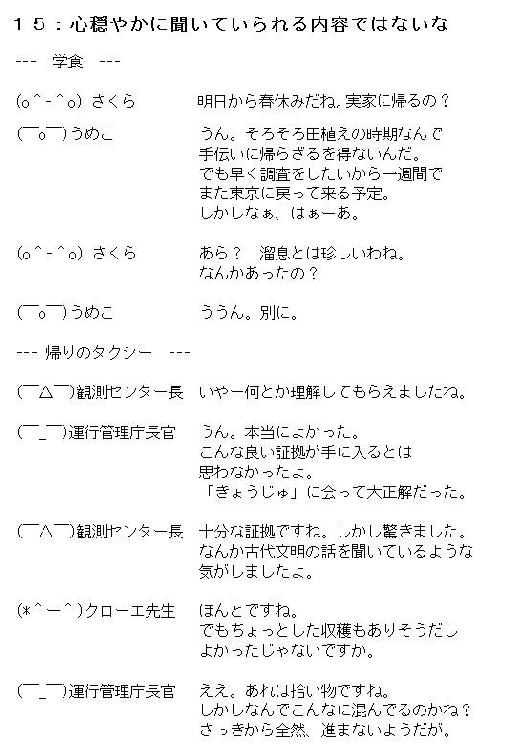 １５：心穏やかに聞いていられる内容ではないな
--- 学食 ---
(o＾-＾o) さくら 明日から春休みだね。実家に帰るの？
(￣o￣)うめこ うん。そろそろ田植えの時期なんで
手伝いに帰らざるを得ないんだ。
でも早く調査をしたいから一週間で
また東京に戻って来る予定。
しかしなぁ、はぁーあ。
(o＾-＾o) さくら あら？ 溜息とは珍しいわね。
なんかあったの？
(￣o￣)うめこ ううん。別に。
--- 帰りのタクシー ---
(￣△￣)観測センター長 いやー何とか理解してもらえましたね。
(￣_￣)運行管理庁長官 うん。本当によかった。
こんな良い証拠が手に入るとは
思わなかったよ。
「きょうじゅ」に会って大正解だった。
(￣△￣)観測センター長 十分な証拠ですね。しかし驚きました。
なんか古代文明の話を聞いているような
気がしましたよ。
(*＾ー＾)クローエ先生 ほんとですね。
でもちょっとした収穫もありそうだし
よかったじゃないですか。
(￣_￣)運行管理庁長官 ええ。あれは拾い物ですね。
しかしなんでこんなに混んでるのかね？
さっきから全然、進まないようだが。